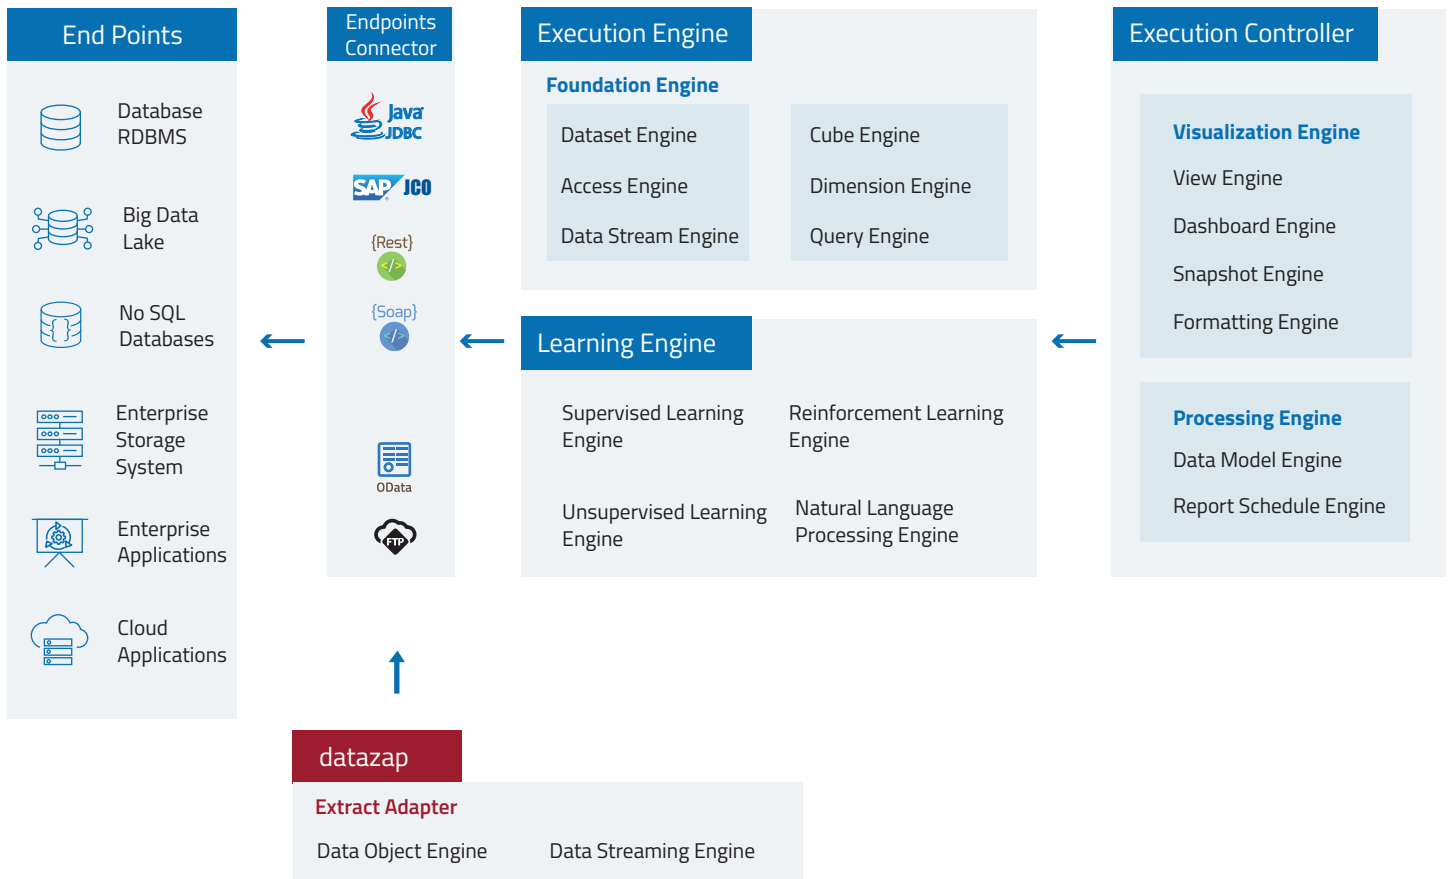 End Points
Database
RDBMS
Big Data
Lake
No SQL
Databases
Enterprise
Storage
System
Enterprise
Applications
Cloud
Applications
Endpoints
Connector
Java
JDBC
SAP JCO
{Rest}
</>
{Soap}
</>
OData
FTP
Execution Engine
Foundation Engine
Dataset Engine
Access Engine
Data Stream Engine
Cube Engine
Dimension Engine
Query Engine
Learning Engine
Supervised Learning
Engine
Reinforcement Learning
Engine
Unsupervised Learning
Engine
Natural Language
Processing Engine
Execution Controller
Visualization Engine
View Engine
Dashboard Engine
Snapshot Engine
Formatting Engine
Processing Engine
Data Model Engine
Report Schedule Engine
datazap
Extract Adapter
Data Object Engine
Data Streaming Engine